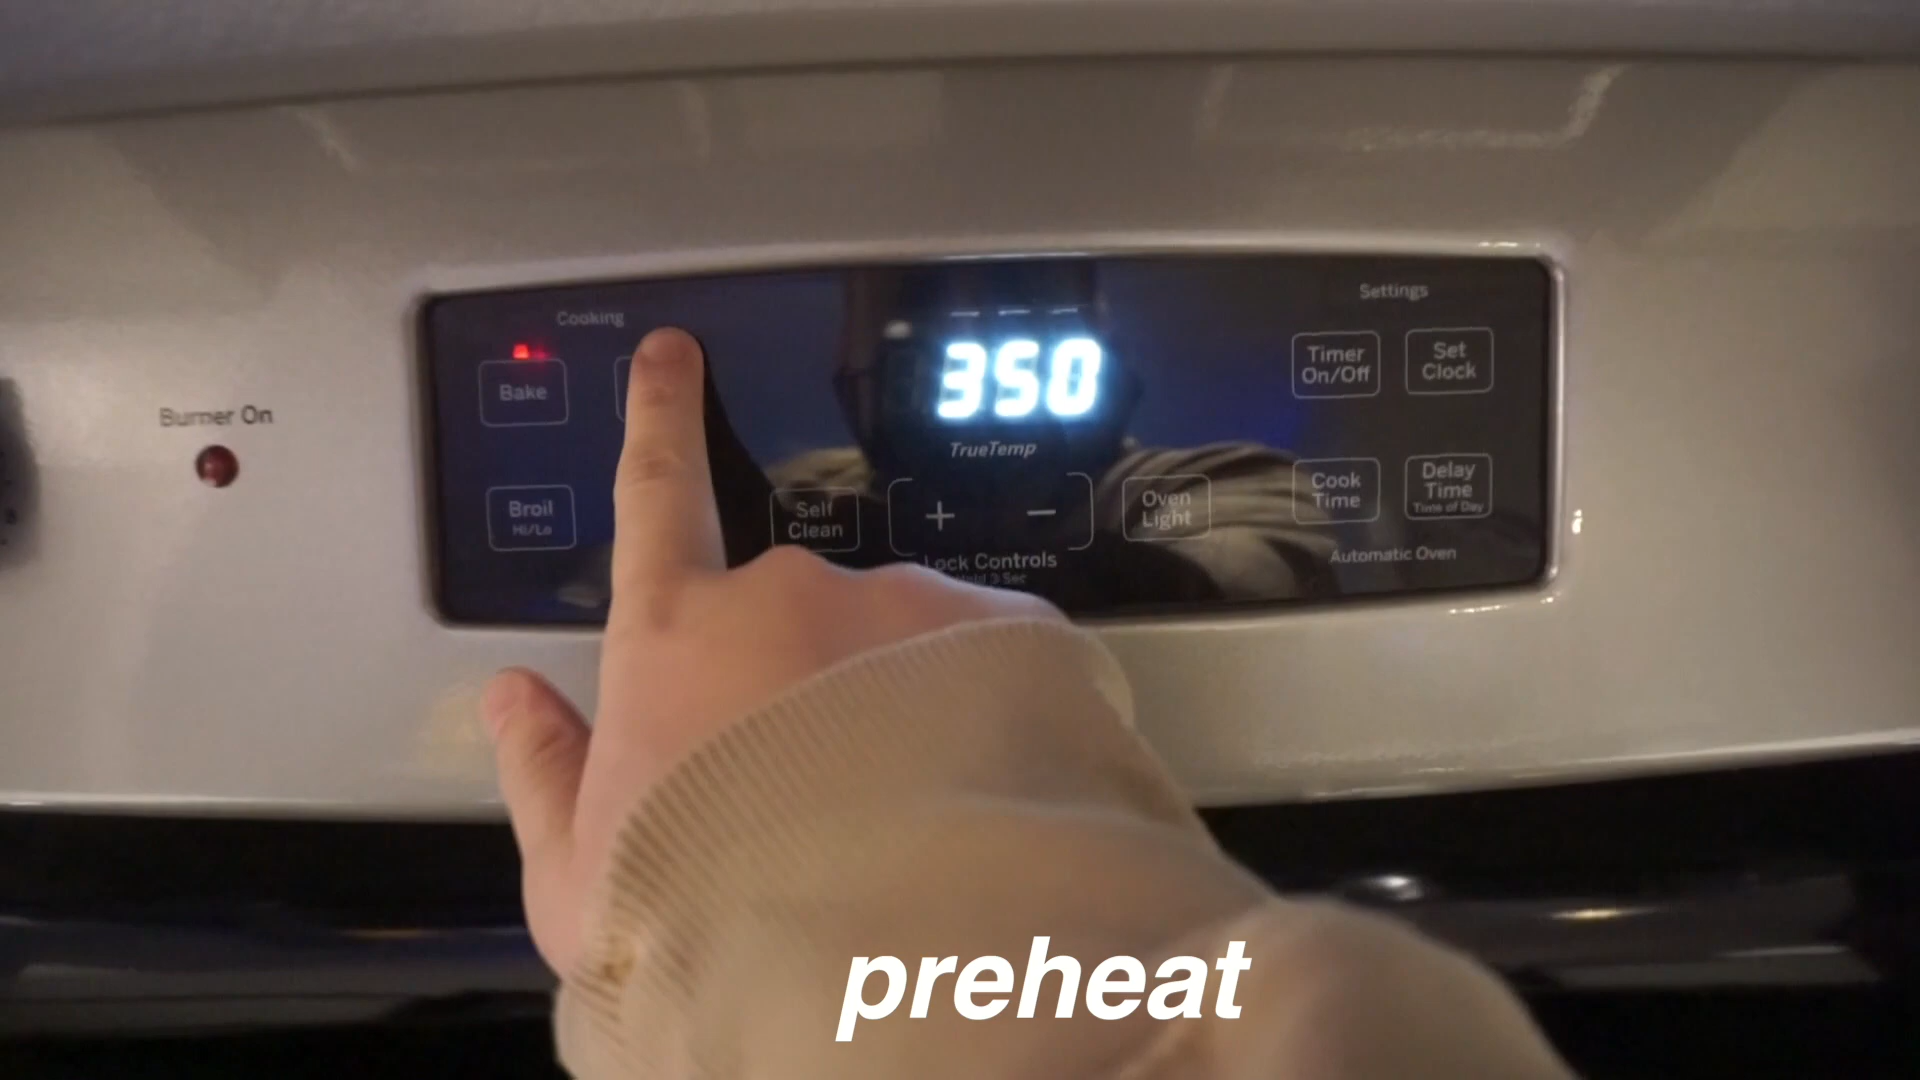 Cooking
Bake
Broil
Hi/Lo
Burner On
350
TrueTemp
Self
Clean
+
−
Lock Controls
Hold 3 Sec
Oven
Light
Settings
Timer
On/Off
Set
Clock
Cook
Time
Delay
Time
Time of Day
Automatic Oven
preheat